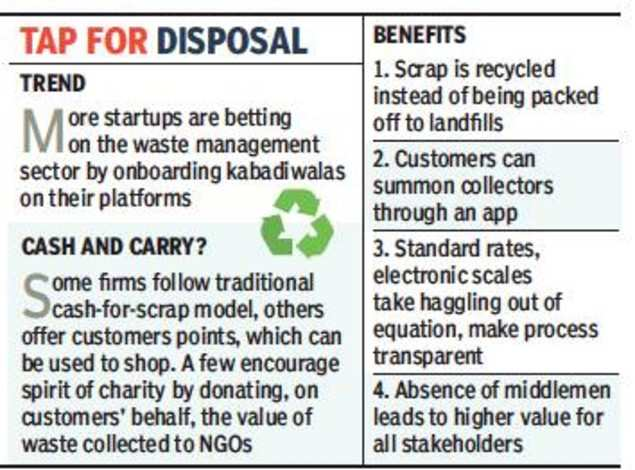 TAP FOR DISPOSAL
TREND
More startups are betting
on the waste management
sector by onboarding kabadiwalas
on their platforms
CASH AND CARRY?
Some firms follow traditional
cash-for-scrap model, others
offer customers points, which can
be used to shop. A few encourage
spirit of charity by donating, on
customers' behalf, the value of
waste collected to NGOs
BENEFITS
1. Scrap is recycled
instead of being packed
off to landfills
2. Customers can
summon collectors
through an app
3. Standard rates,
electronic scales
take haggling out of
equation, make process
transparent
4. Absence of middlemen
leads to higher value for
all stakeholders